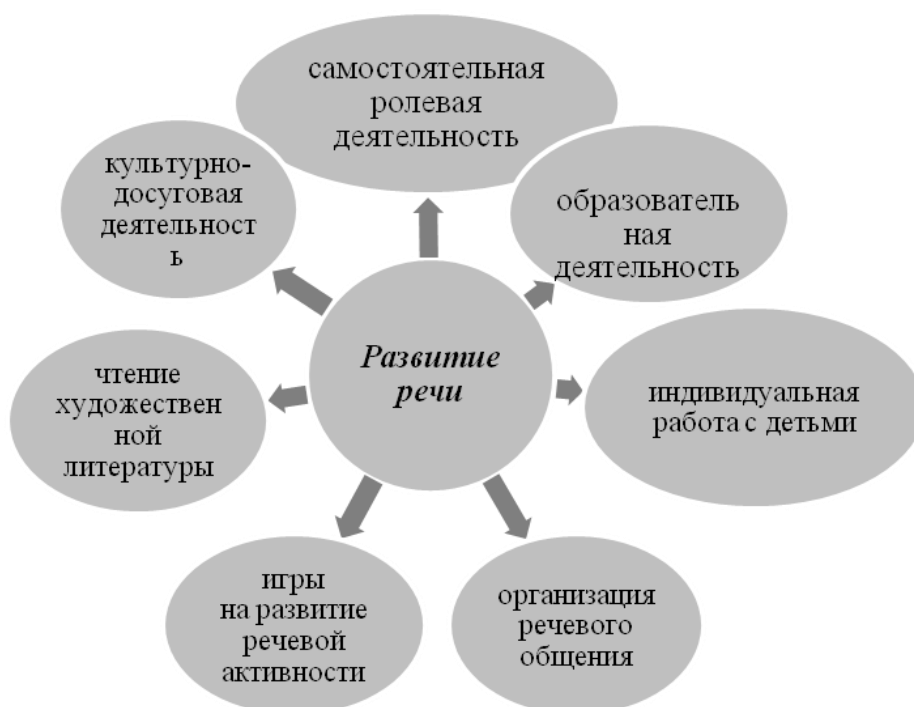 самостоятельная
ролевая
деятельность
культурно-
досуговая
деятельност
ь
образователь
ная
деятельность
Развитие
речи
индивидуальная
работа с детьми
чтение
художествен
ной
литературы
игры
на развитие
речевой
активности
организация
речевого
общения